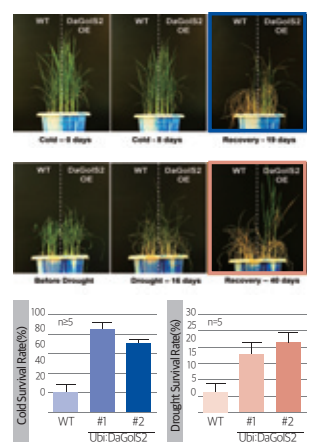 WT DaGolS2 OE WT DaGolS2 OE WT DaGolS2 OE
Cold – 0 days Cold – 8 days Recovery – 19 days
WT DaGolS2 OE WT DaGolS2 OE WT DaGolS2 OE
Before Drought Drought – 16 days Recovery – 40 days
Cold Survival Rate(%)
100
80
60
40
20
0
n≥5
WT #1 #2
Ubi:DaGolS2
Drought Survival Rate(%)
30
25
20
15
10
5
0
n=5
WT #1 #2
Ubi:DaGolS2